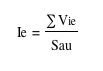 Ie = ∑ Vie / Sau